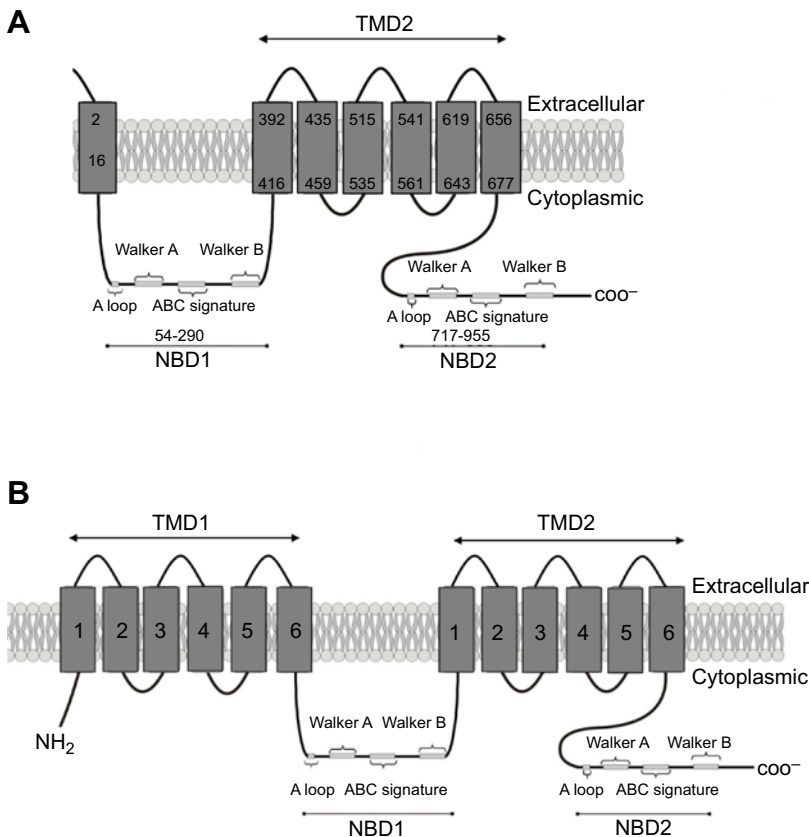 A
TMD2
2
16
392
416
435
459
515
535
541
561
619
643
656
677
Extracellular
Cytoplasmic
Walker A
Walker B
A loop
ABC signature
54-290
NBD1
Walker A
Walker B
coo–
A loop
ABC signature
717-955
NBD2
B
TMD1
TMD2
1
2
3
4
5
6
1
2
3
4
5
6
Extracellular
Cytoplasmic
NH2
Walker A
Walker B
A loop
ABC signature
NBD1
Walker A
Walker B
coo–
A loop
ABC signature
NBD2